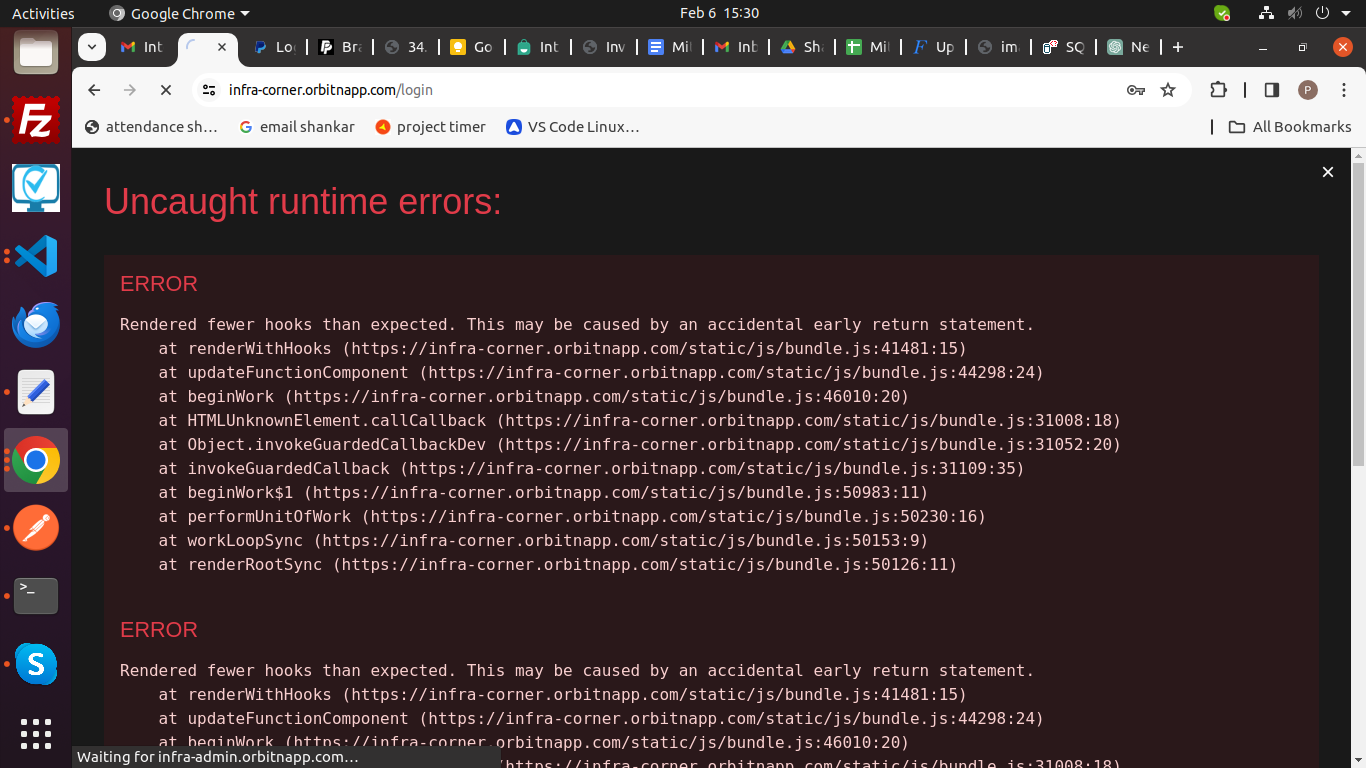 Activities
Google Chrome
Feb 6 15:30
Int
Log
Bra
34.
Go
Int
Inv
Mil
Inb
Sha
Mil
Up
ima
SQ
Ne
infra-corner.orbitnapp.com/login
P
attendance sh…
email shankar
project timer
VS Code Linux…
All Bookmarks
Uncaught runtime errors:
ERROR
Rendered fewer hooks than expected. This may be caused by an accidental early return statement.
at renderWithHooks (https://infra-corner.orbitnapp.com/static/js/bundle.js:41481:15)
at updateFunctionComponent (https://infra-corner.orbitnapp.com/static/js/bundle.js:44298:24)
at beginWork (https://infra-corner.orbitnapp.com/static/js/bundle.js:46010:20)
at HTMLUnknownElement.callCallback (https://infra-corner.orbitnapp.com/static/js/bundle.js:31008:18)
at Object.invokeGuardedCallbackDev (https://infra-corner.orbitnapp.com/static/js/bundle.js:31052:20)
at invokeGuardedCallback (https://infra-corner.orbitnapp.com/static/js/bundle.js:31109:35)
at beginWork$1 (https://infra-corner.orbitnapp.com/static/js/bundle.js:50983:11)
at performUnitOfWork (https://infra-corner.orbitnapp.com/static/js/bundle.js:50230:16)
at workLoopSync (https://infra-corner.orbitnapp.com/static/js/bundle.js:50153:9)
at renderRootSync (https://infra-corner.orbitnapp.com/static/js/bundle.js:50126:11)
ERROR
Rendered fewer hooks than expected. This may be caused by an accidental early return statement.
at renderWithHooks (https://infra-corner.orbitnapp.com/static/js/bundle.js:41481:15)
at updateFunctionComponent (https://infra-corner.orbitnapp.com/static/js/bundle.js:44298:24)
at beginWork (https://infra-corner.orbitnapp.com/static/js/bundle.js:46010:20)
https://infra-corner.orbitnapp.com/static/js/bundle.js:31008:18)
Waiting for infra-admin.orbitnapp.com…